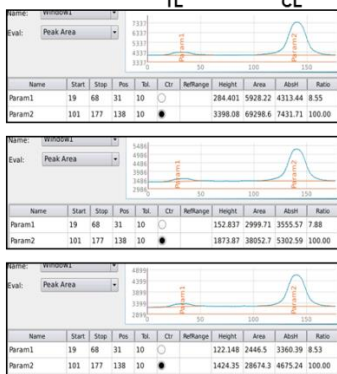 TL CL
Name: Window1
Eval: Peak Area
7337
6337
5337
4337
3337
Param1
Param2
0 50 100 150
Name Start Stop Pos Tol. Ctr RefRange Height Area AbsH Ratio
Param1 19 68 31 10 284.401 5928.22 4313.44 8.55
Param2 101 177 138 10 3398.08 69298.6 7431.71 100.00
Name: Window1
Eval: Peak Area
5486
4986
4486
3986
3486
2986
Param1
Param2
0 50 100 150
Name Start Stop Pos Tol. Ctr RefRange Height Area AbsH Ratio
Param1 19 68 31 10 152.837 2999.71 3555.57 7.88
Param2 101 177 138 10 1873.87 38052.7 5302.59 100.00
Name: Window1
Eval: Peak Area
4899
4399
3899
3399
2899
Param1
Param2
0 50 100 150
Name Start Stop Pos Tol. Ctr RefRange Height Area AbsH Ratio
Param1 19 68 31 10 122.148 2446.5 3360.39 8.53
Param2 101 177 138 10 1424.35 28674.3 4675.24 100.00